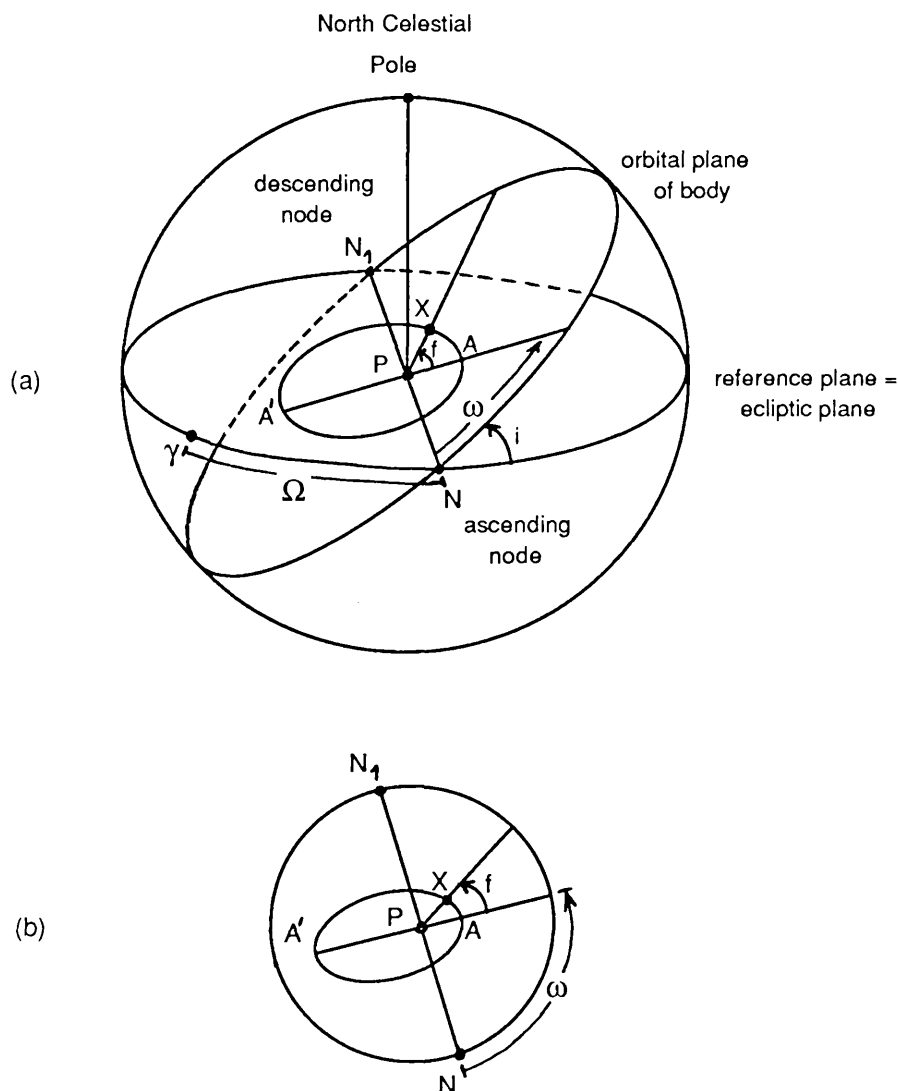 North Celestial
Pole
orbital plane
of body
descending
node
N₁
X
f
A
P
(a)
A'
ω
i
reference plane =
ecliptic plane
γ
Ω
N
ascending
node
N₁
X
f
P
A'
A
(b)
ω
N